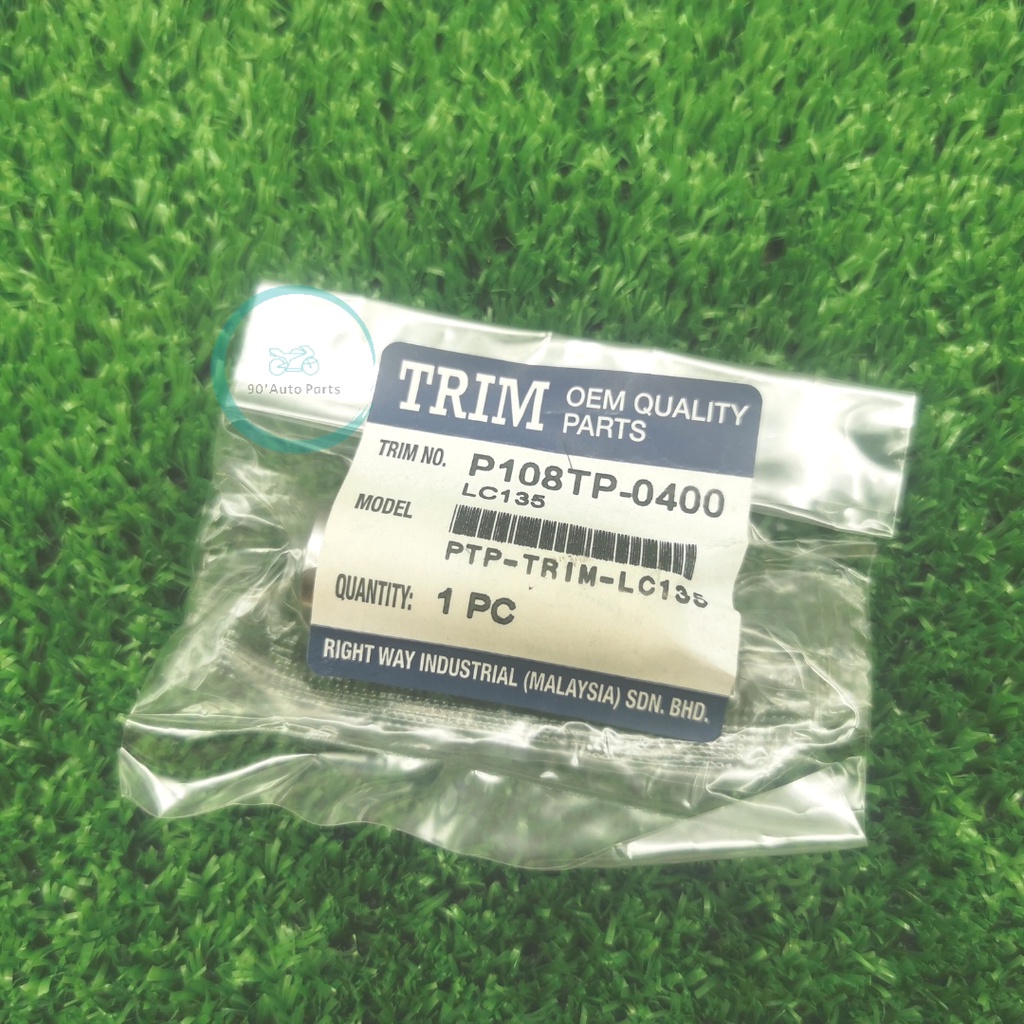 90'Auto Parts
TRIM OEM QUALITY PARTS
TRIM NO. P108TP-0400
LC135
MODEL
PTP-TRIM-LC135
QUANTITY: 1 PC
RIGHT WAY INDUSTRIAL (MALAYSIA) SDN. BHD.